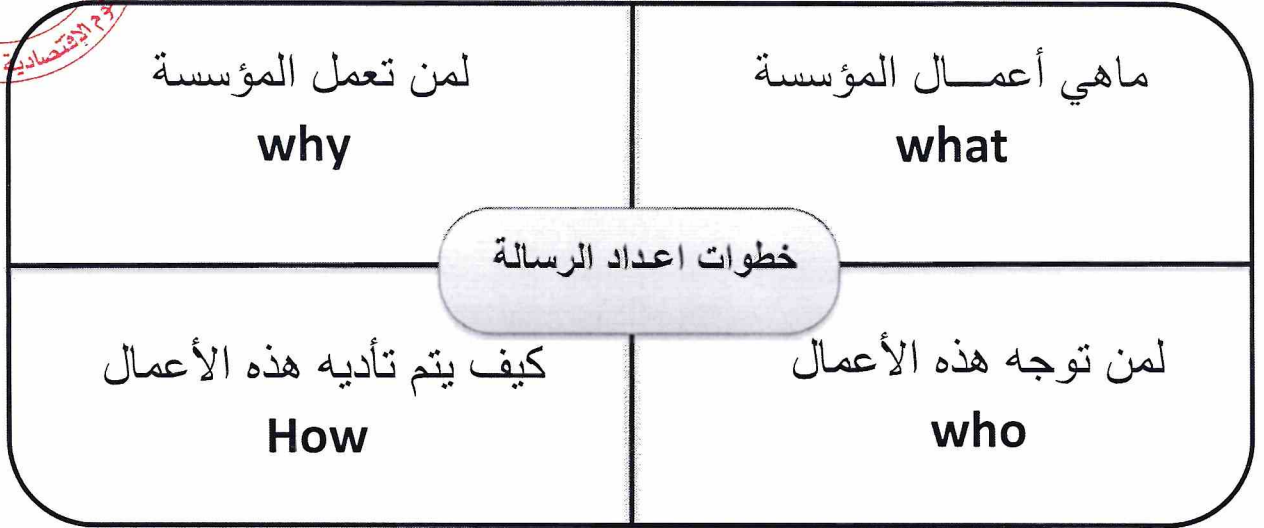 ماهي أعمـــال المؤسسة
what
لمن تعمل المؤسسة
why
خطوات اعداد الرسالة
لمن توجه هذه الأعمال
who
كيف يتم تأديه هذه الأعمال
How